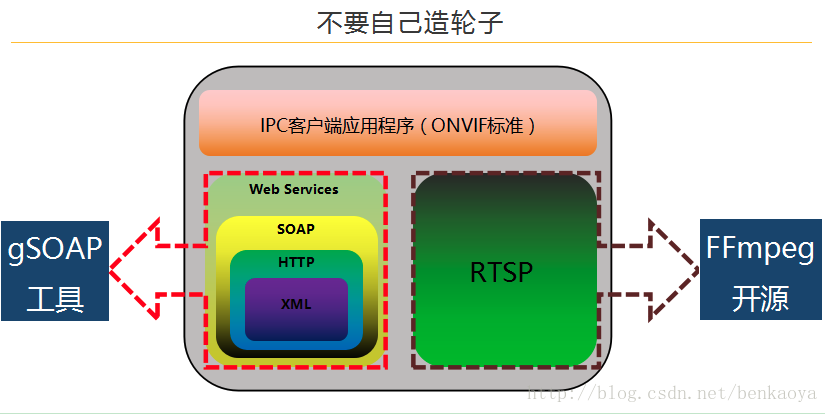 不要自己造轮子
IPC客户端应用程序（ONVIF标准）
Web Services
SOAP
HTTP
XML
RTSP
gSOAP
工具
FFmpeg
开源
http://blog.csdn.net/benkaoya